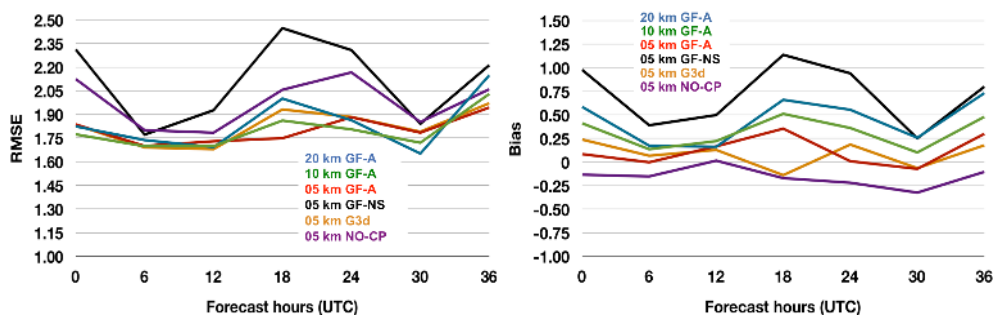 2.50
2.35
2.20
2.05
1.90
1.75
1.60
1.45
1.30
1.15
1.00
RMSE
20 km GF-A
10 km GF-A
05 km GF-A
05 km GF-NS
05 km G3d
05 km NO-CP
0 6 12 18 24 30 36
Forecast hours (UTC)
1.50
1.25
1.00
0.75
0.50
0.25
0
-0.25
-0.50
-0.75
-1.00
Bias
20 km GF-A
10 km GF-A
05 km GF-A
05 km GF-NS
05 km G3d
05 km NO-CP
0 6 12 18 24 30 36
Forecast hours (UTC)